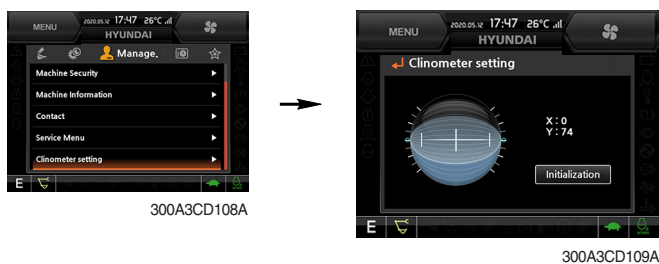 MENU
2020.05.12 17:47 26°C
HYUNDAI
Manage.
Machine Security
Machine Information
Contact
Service Menu
Clinometer setting
E
300A3CD108A
MENU
2020.05.12 17:47 26°C
HYUNDAI
Clinometer setting
X : 0
Y : 74
Initialization
E
300A3CD109A